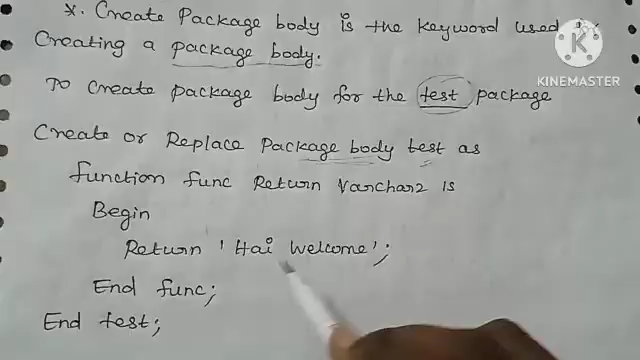 *. Create Package body is the keyword used
Creating a package body.
To Create package body for the test package
Create or Replace Package body test as
function func Return Varchar2 is
Begin
Return 'Hai Welcome';
End func;
End test;
K
KINEMASTER